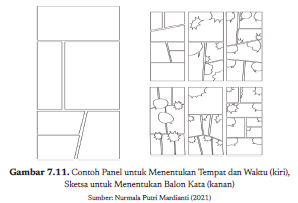 Gambar 7.11. Contoh Panel untuk Menentukan Tempat dan Waktu (kiri),
Sketsa untuk Menentukan Balon Kata (kanan)
Sumber: Nurmala Putri Mardianti (2021)